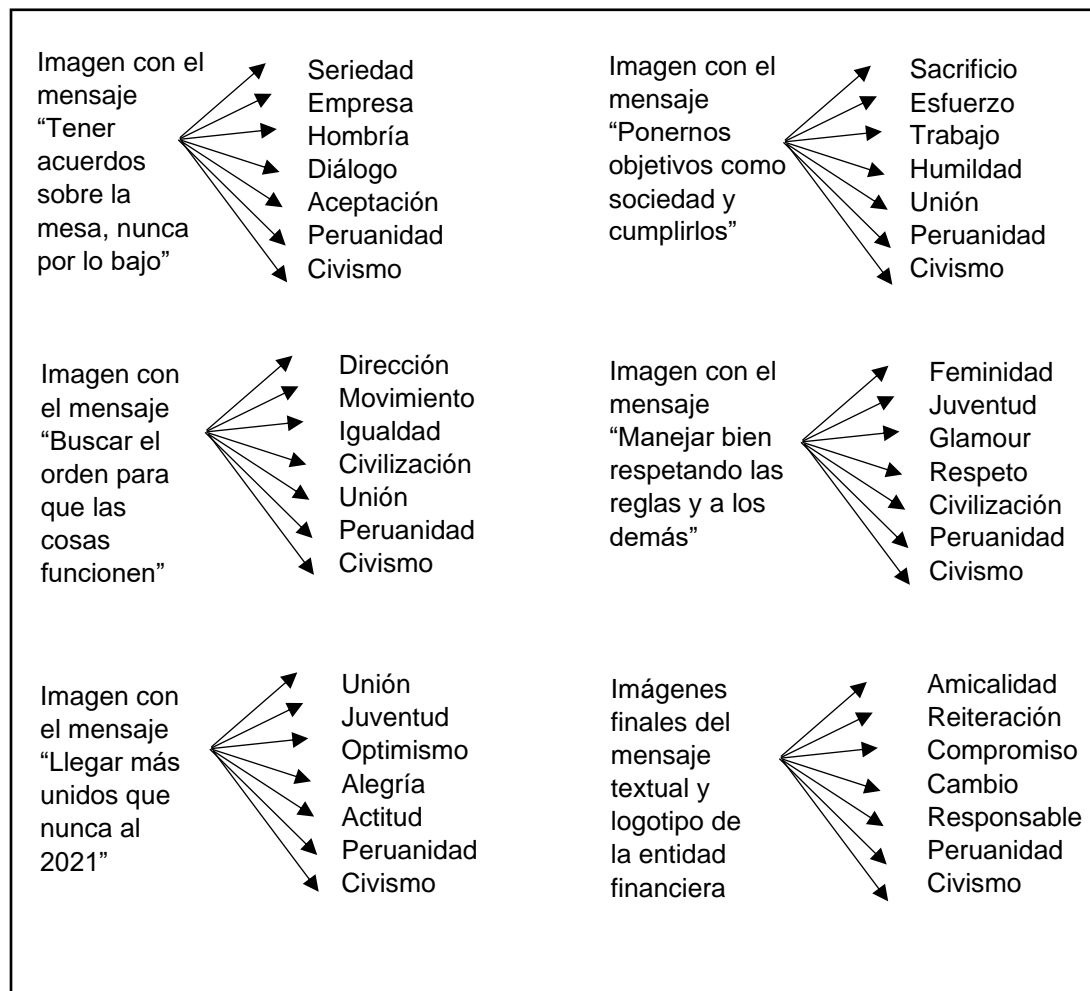 Imagen con el
mensaje
“Tener
acuerdos
sobre la
mesa, nunca
por lo bajo”
Seriedad
Empresa
Hombría
Diálogo
Aceptación
Peruanidad
Civismo
Imagen con el
mensaje
“Ponernos
objetivos como
sociedad y
cumplirlos”
Sacrificio
Esfuerzo
Trabajo
Humildad
Unión
Peruanidad
Civismo
Imagen con
el mensaje
“Buscar el
orden para
que las
cosas
funcionen”
Dirección
Movimiento
Igualdad
Civilización
Unión
Peruanidad
Civismo
Imagen con el
mensaje
“Manejar bien
respetando las
reglas y a los
demás”
Feminidad
Juventud
Glamour
Respeto
Civilización
Peruanidad
Civismo
Imagen con
el mensaje
“Llegar más
unidos que
nunca al
2021”
Unión
Juventud
Optimismo
Alegría
Actitud
Peruanidad
Civismo
Imágenes
finales del
mensaje
textual y
logotipo de
la entidad
financiera
Amicalidad
Reiteración
Compromiso
Cambio
Responsable
Peruanidad
Civismo